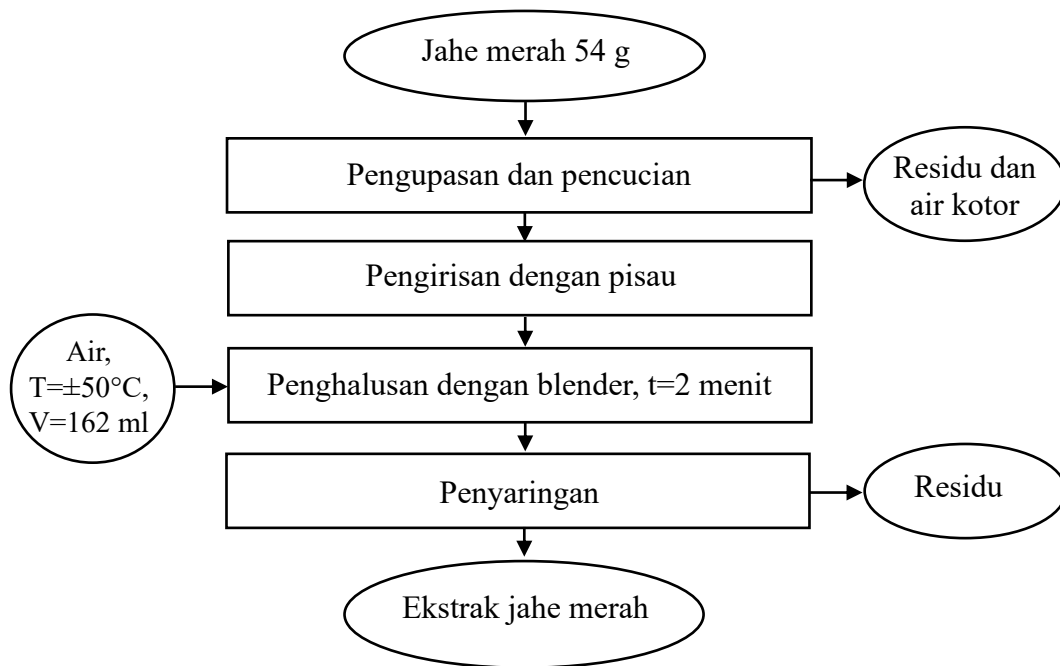 Jahe merah 54 g
Pengupasan dan pencucian
Residu dan
air kotor
Pengirisan dengan pisau
Air,
T=±50°C,
V=162 ml
Penghalusan dengan blender, t=2 menit
Penyaringan
Residu
Ekstrak jahe merah